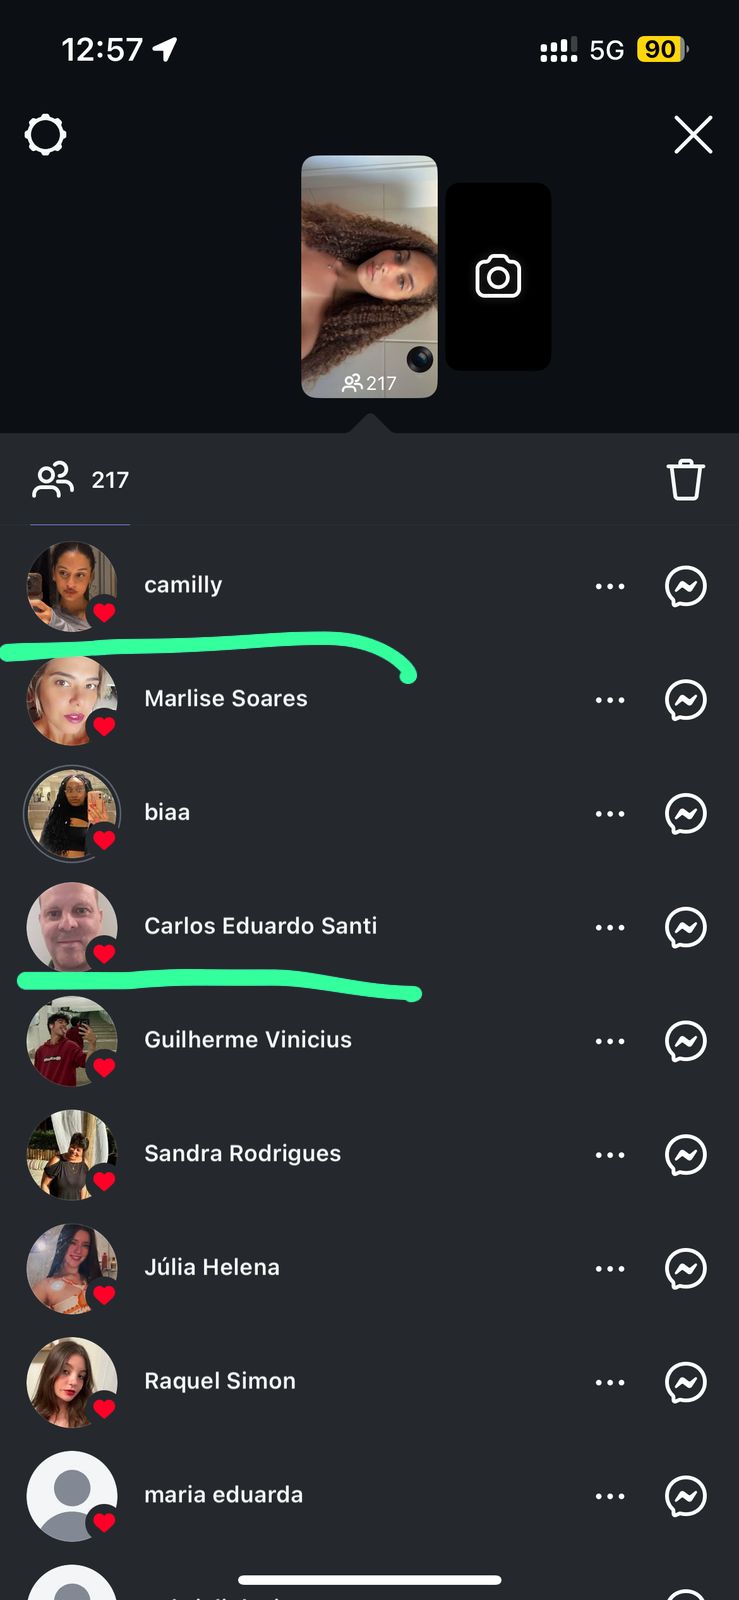 12:57
5G 90
217
217
camilly
Marlise Soares
biaa
Carlos Eduardo Santi
Guilherme Vinicius
Sandra Rodrigues
Júlia Helena
Raquel Simon
maria eduarda